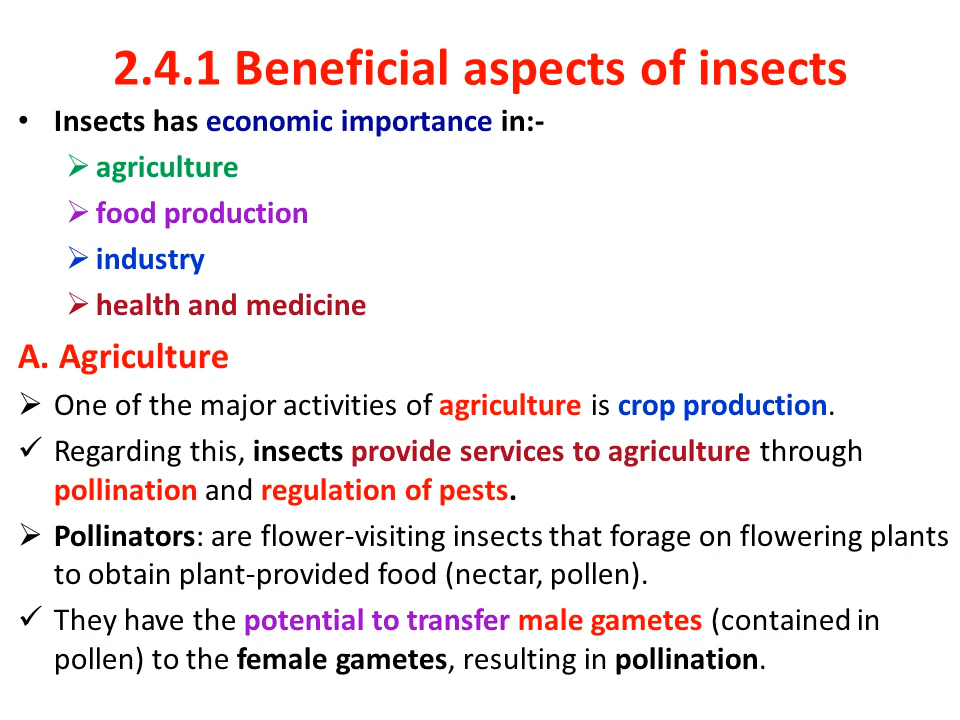 2.4.1 Beneficial aspects of insects
• Insects has economic importance in:-
➢ agriculture
➢ food production
➢ industry
➢ health and medicine
A. Agriculture
➢ One of the major activities of agriculture is crop production.
✓ Regarding this, insects provide services to agriculture through
pollination and regulation of pests.
➢ Pollinators: are flower-visiting insects that forage on flowering plants
to obtain plant-provided food (nectar, pollen).
✓ They have the potential to transfer male gametes (contained in
pollen) to the female gametes, resulting in pollination.